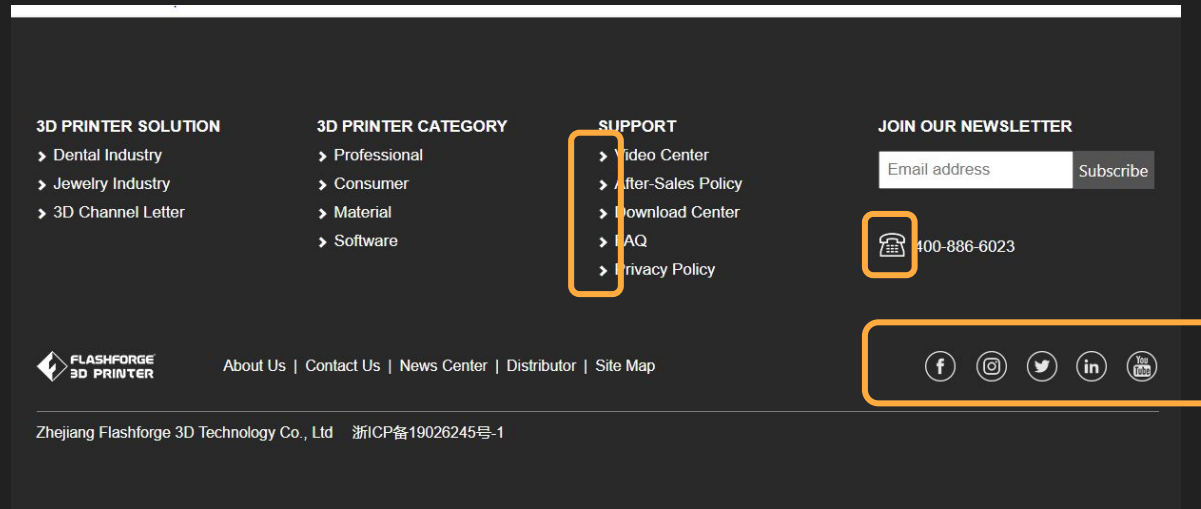 3D PRINTER SOLUTION
Dental Industry
Jewelry Industry
3D Channel Letter
3D PRINTER CATEGORY
Professional
Consumer
Material
Software
SUPPORT
Video Center
After-Sales Policy
Download Center
FAQ
Privacy Policy
JOIN OUR NEWSLETTER
Email address Subscribe
400-886-6023
FLASHFORGE
3D PRINTER
About Us | Contact Us | News Center | Distributor | Site Map
f in You Tube
Zhejiang Flashforge 3D Technology Co., Ltd 浙ICP备19026245号-1